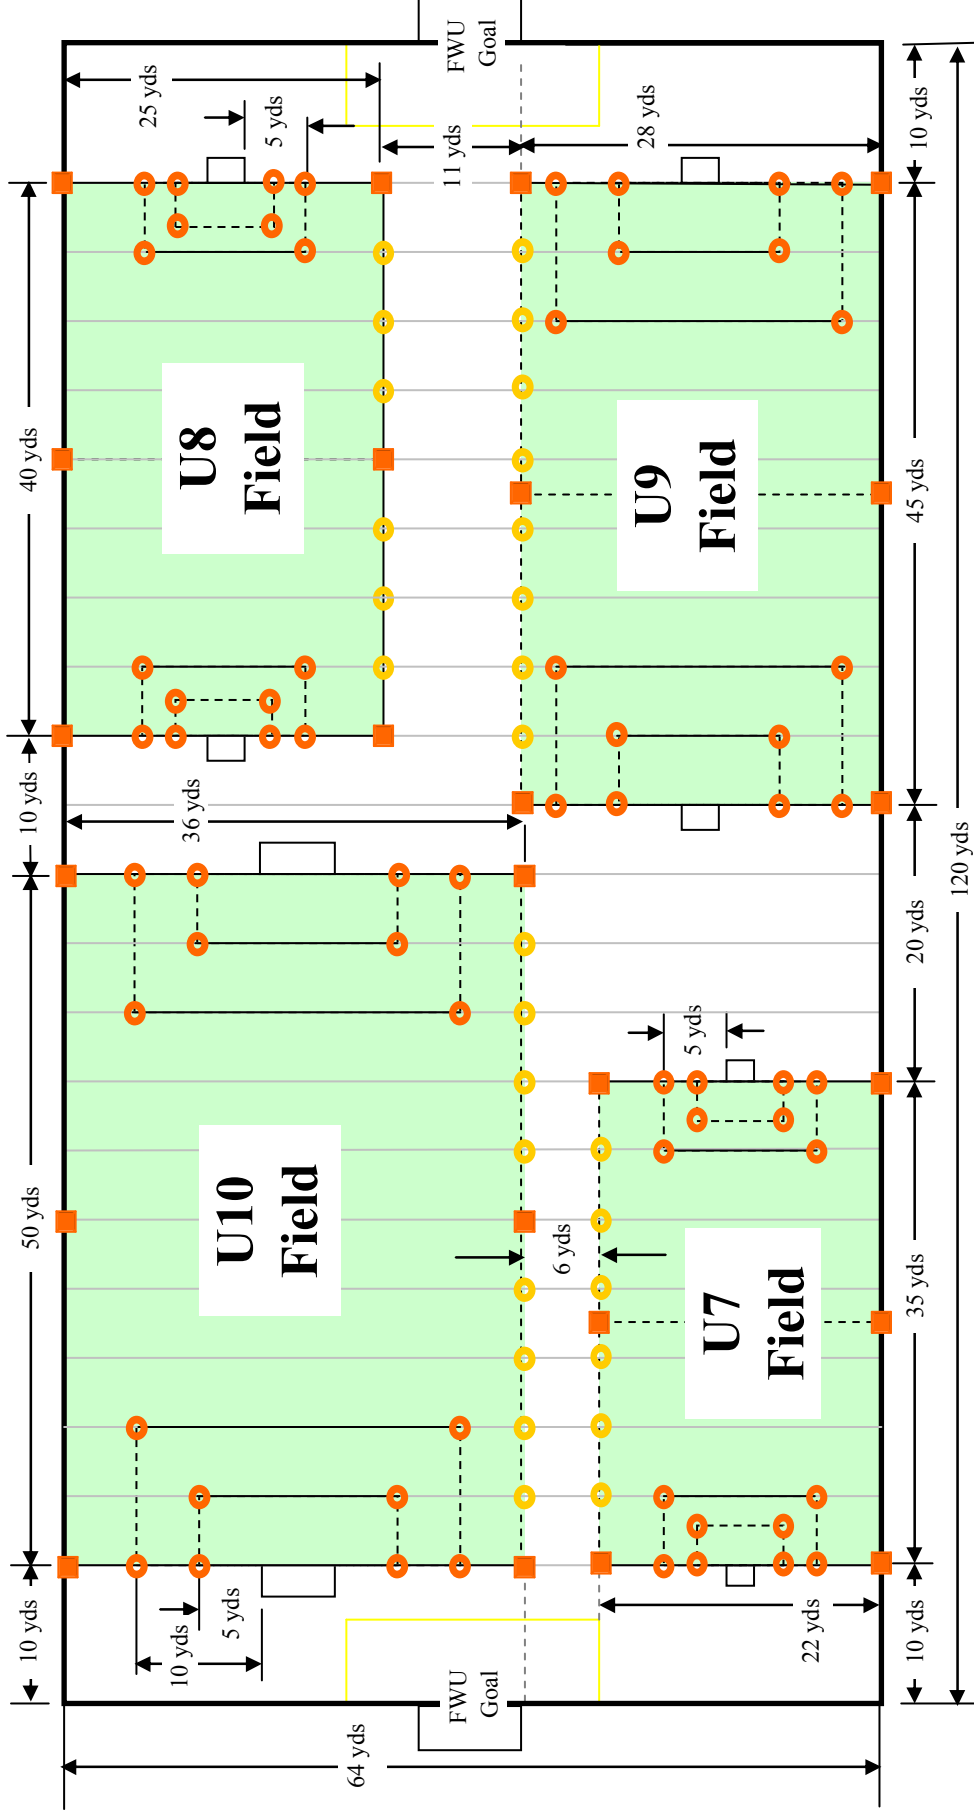 10 yds
50 yds
10 yds
40 yds
25 yds
10 yds
5 yds
36 yds
5 yds
U10
Field
U8
Field
64 yds
FWU
Goal
FWU
Goal
11 yds
6 yds
28 yds
U9
Field
5 yds
U7
Field
22 yds
10 yds
35 yds
20 yds
45 yds
10 yds
120 yds